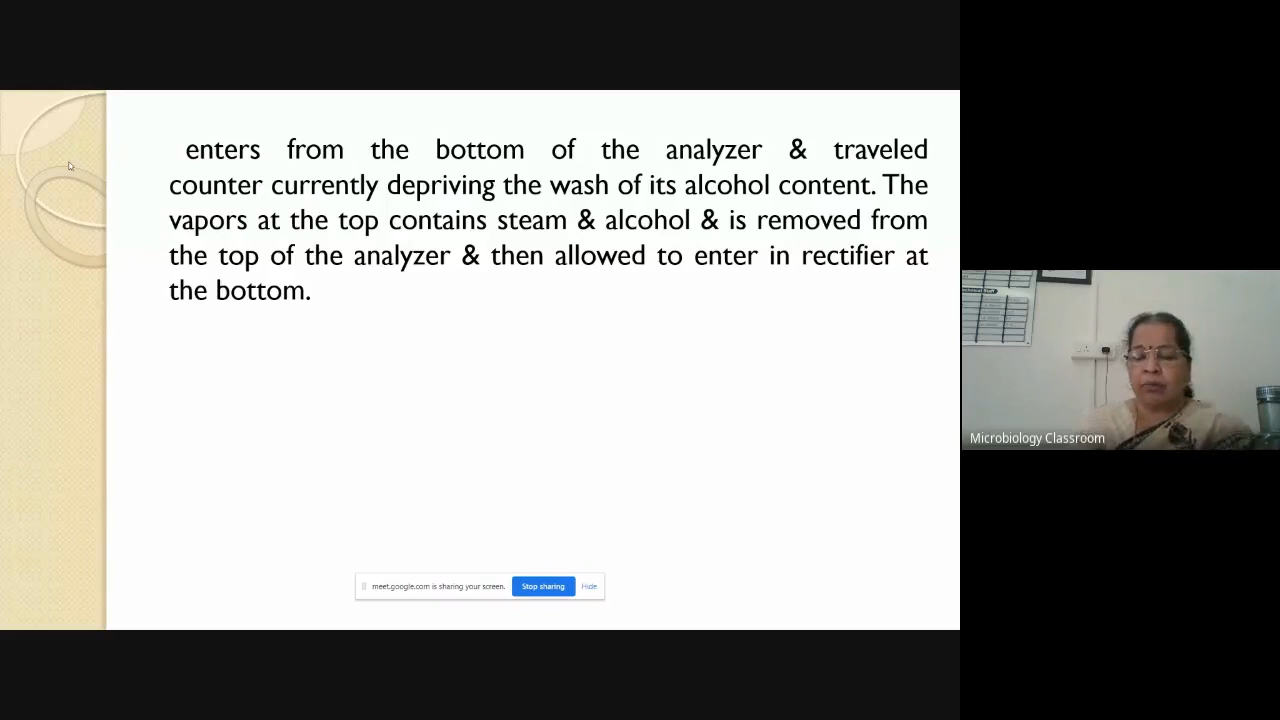 enters from the bottom of the analyzer & traveled
counter currently depriving the wash of its alcohol content. The
vapors at the top contains steam & alcohol & is removed from
the top of the analyzer & then allowed to enter in rectifier at
the bottom.
meet.google.com is sharing your screen. Stop sharing Hide
Microbiology Classroom